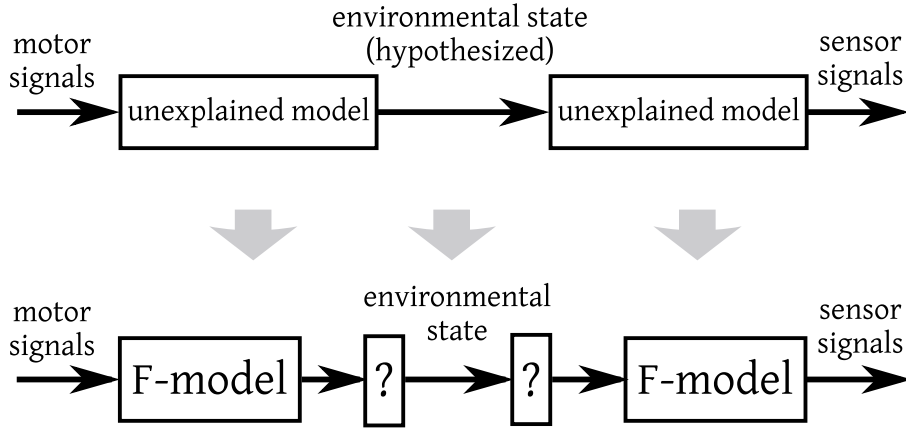 environmental state
(hypothesized)
motor
signals
sensor
signals
unexplained model
unexplained model
motor
signals
environmental
state
sensor
signals
F-model
?
?
F-model